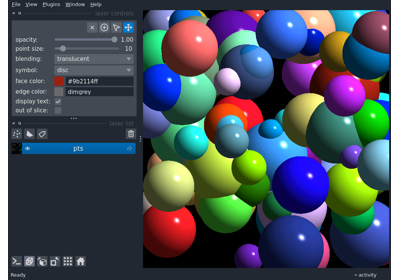 File View Plugins Window Help
layer controls
opacity: 1.00
point size: 10
blending: translucent
symbol: disc
face color: #9b2114ff
edge color: dimgrey
display text:
out of slice:
layer list
pts
Ready
activity